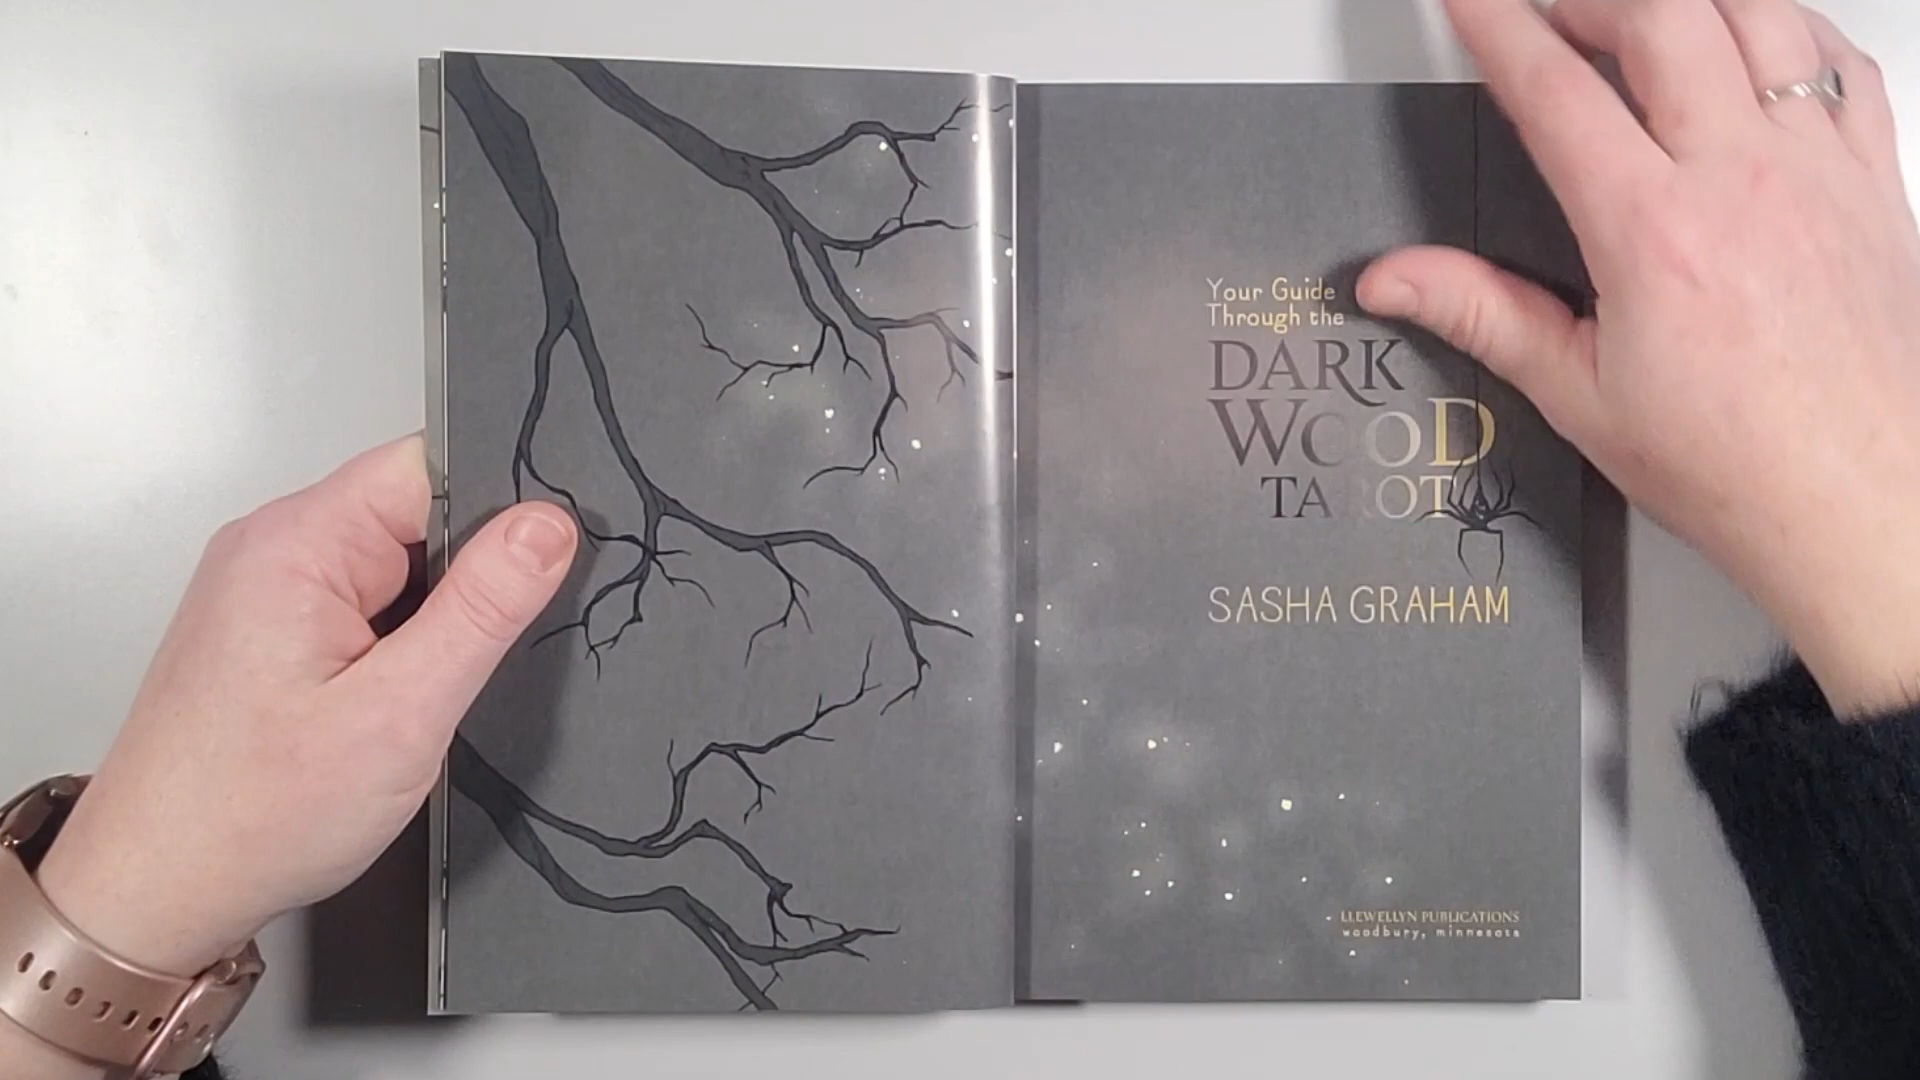 Your Guide
Through the
DARK
WOOD
TAROT
SASHA GRAHAM
LLEWELLYN PUBLICATIONS
woodbury, minnesota